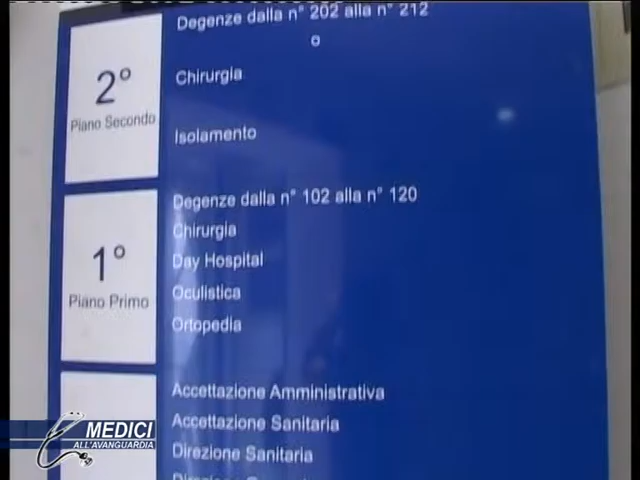 Degenze dalla n° 202 alla n° 212
2°
Piano Secondo
Chirurgia
Isolamento
Degenze dalla n° 102 alla n° 120
Chirurgia
1°
Piano Primo
Day Hospital
Oculistica
Ortopedia
Accettazione Amministrativa
Accettazione Sanitaria
Direzione Sanitaria
MEDICI
ALL'AVANGUARDIA